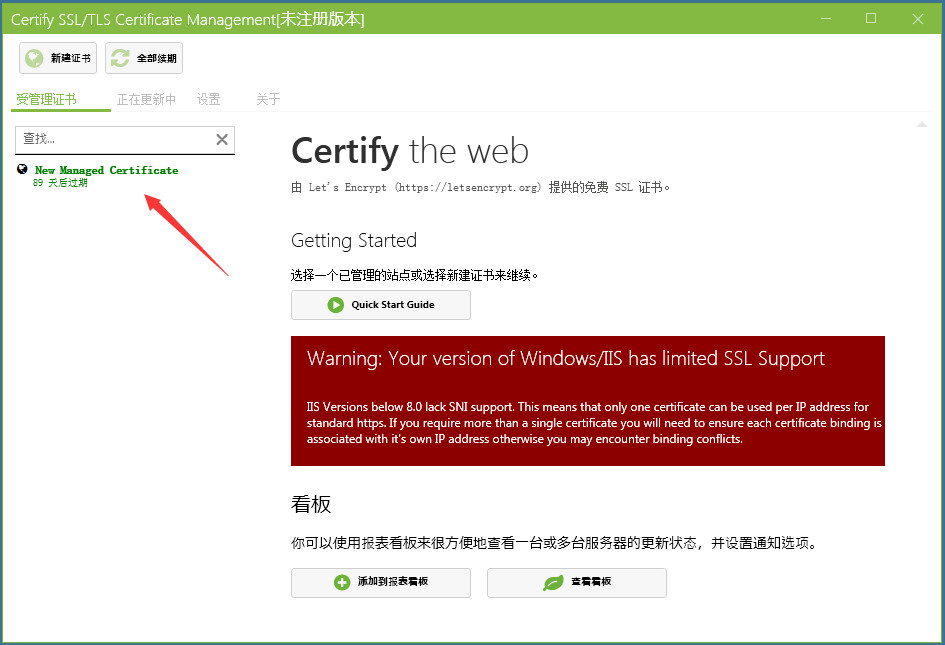 Certify SSL/TLS Certificate Management[未注册版本]
新建证书
全部续期
受管理证书
正在更新中
设置
关于
查找...
New Managed Certificate
89 天后过期
Certify the web
由 Let's Encrypt (https://letsencrypt.org) 提供的免费 SSL 证书。
Getting Started
选择一个已管理的站点或选择新建证书来继续。
Quick Start Guide
Warning: Your version of Windows/IIS has limited SSL Support
IIS Versions below 8.0 lack SNI support. This means that only one certificate can be used per IP address for
standard https. If you require more than a single certificate you will need to ensure each certificate binding is
associated with it's own IP address otherwise you may encounter binding conflicts.
看板
你可以使用报表看板来很方便地查看一台或多台服务器的更新状态，并设置通知选项。
添加到报表看板
查看看板